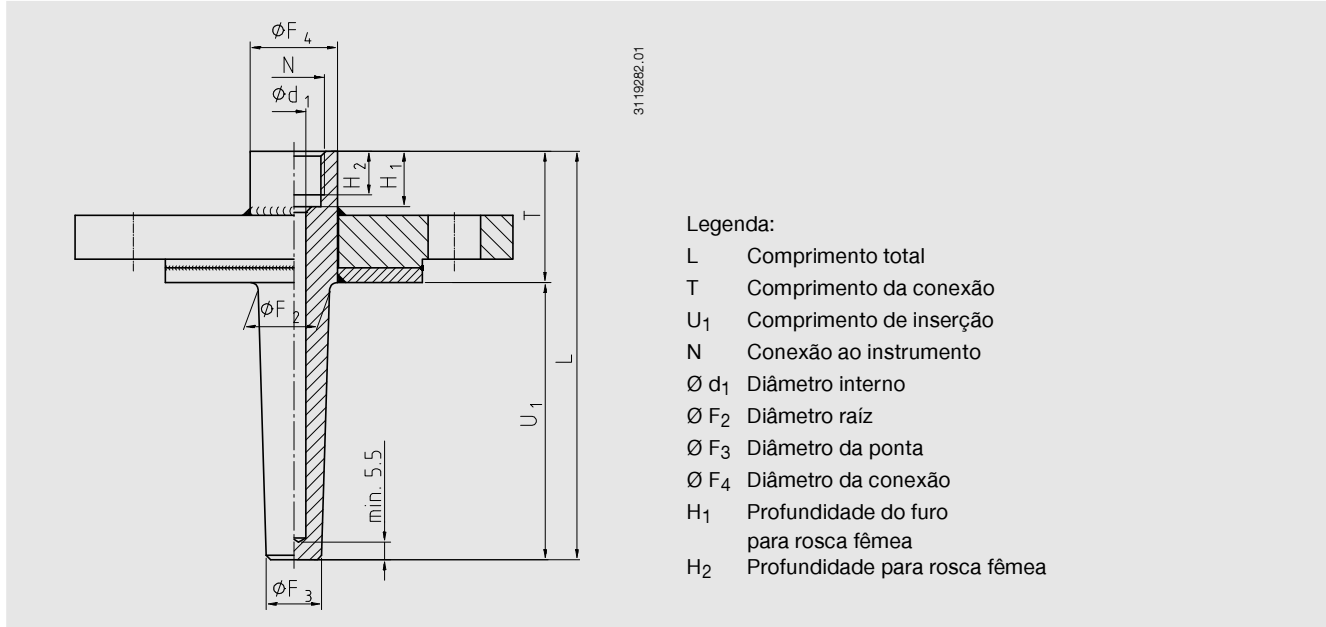 ØF4
N
Ød1
3119282.01
H2
H1
T
ØF2
L
U1
min. 5.5
ØF3
Legenda:
L Comprimento total
T Comprimento da conexão
U1 Comprimento de inserção
N Conexão ao instrumento
Ø d1 Diâmetro interno
Ø F2 Diâmetro raíz
Ø F3 Diâmetro da ponta
Ø F4 Diâmetro da conexão
H1 Profundidade do furo
para rosca fêmea
H2 Profundidade para rosca fêmea